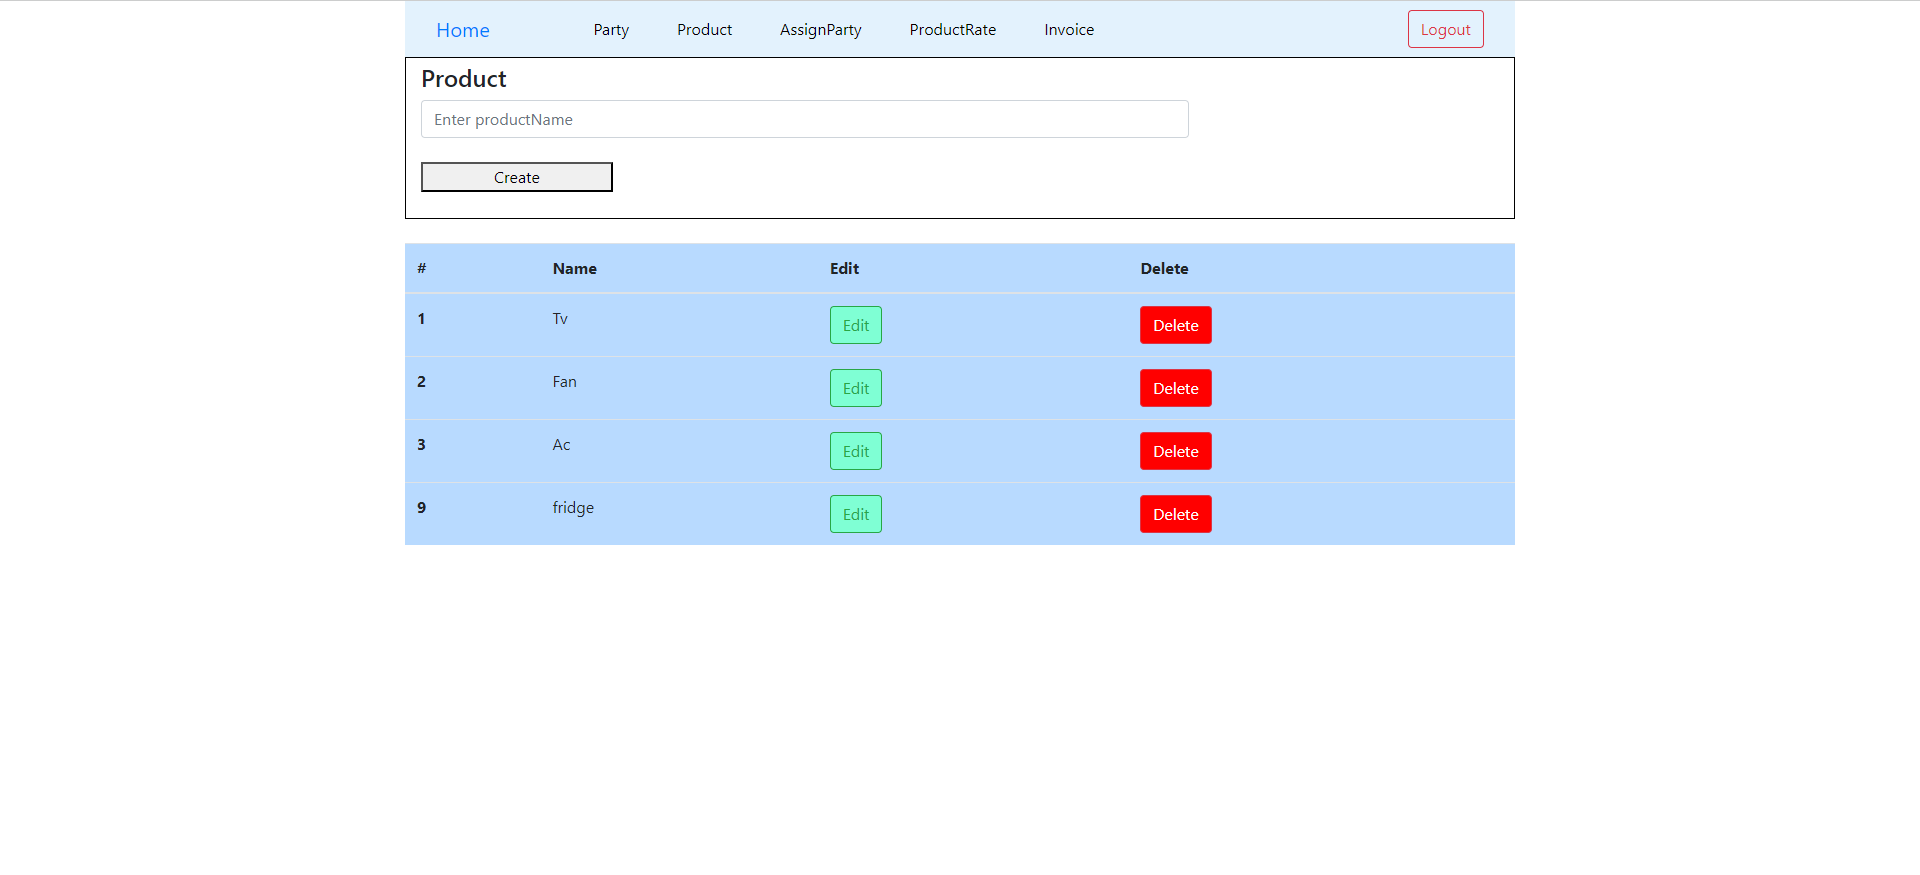 Home Party Product AssignParty ProductRate Invoice Logout
Product
Enter productName
Create
# Name Edit Delete
1 Tv Edit Delete
2 Fan Edit Delete
3 Ac Edit Delete
9 fridge Edit Delete